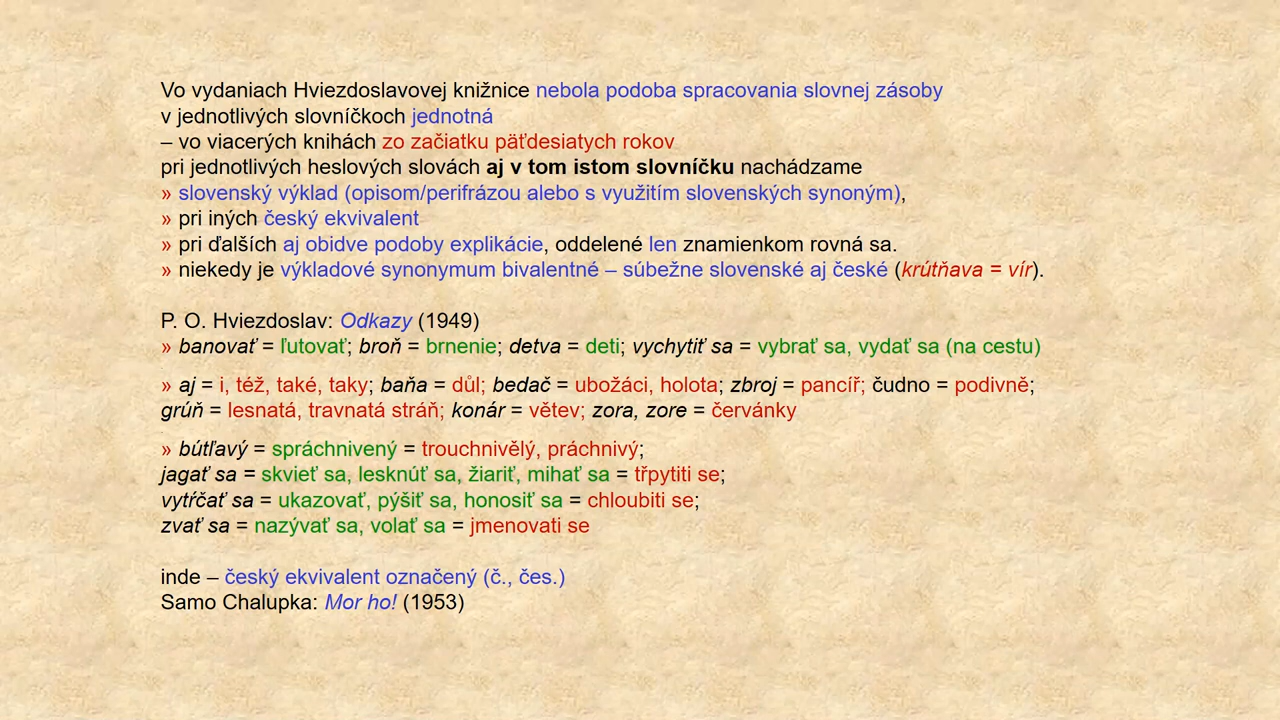 Vo vydaniach Hviezdoslavovej knižnice nebola podoba spracovania slovnej zásoby
v jednotlivých slovníčkoch jednotná
– vo viacerých knihách zo začiatku päťdesiatych rokov
pri jednotlivých heslových slovách aj v tom istom slovníčku nachádzame
» slovenský výklad (opisom/perifrázou alebo s využitím slovenských synoným),
» pri iných český ekvivalent
» pri ďalších aj obidve podoby explikácie, oddelené len znamienkom rovná sa.
» niekedy je výkladové synonymum bivalentné – súbežne slovenské aj české (krútňava = vír).
P. O. Hviezdoslav: Odkazy (1949)
» banovať = ľutovať; broň = brnenie; detva = deti; vychytiť sa = vybrať sa, vydať sa (na cestu)
» aj = i, též, také, taky; baňa = důl; bedač = ubožáci, holota; zbroj = pancíř; čudno = podivně;
grúň = lesnatá, travnatá stráň; konár = větev; zora, zore = červánky
» bútľavý = spráchnivený = trouchnivělý, práchnivý;
jagať sa = skvieť sa, lesknúť sa, žiariť, mihať sa = třpytiti se;
vytŕčať sa = ukazovať, pýšiť sa, honosiť sa = chloubiti se;
zvať sa = nazývať sa, volať sa = jmenovati se
inde – český ekvivalent označený (č., čes.)
Samo Chalupka: Mor ho! (1953)